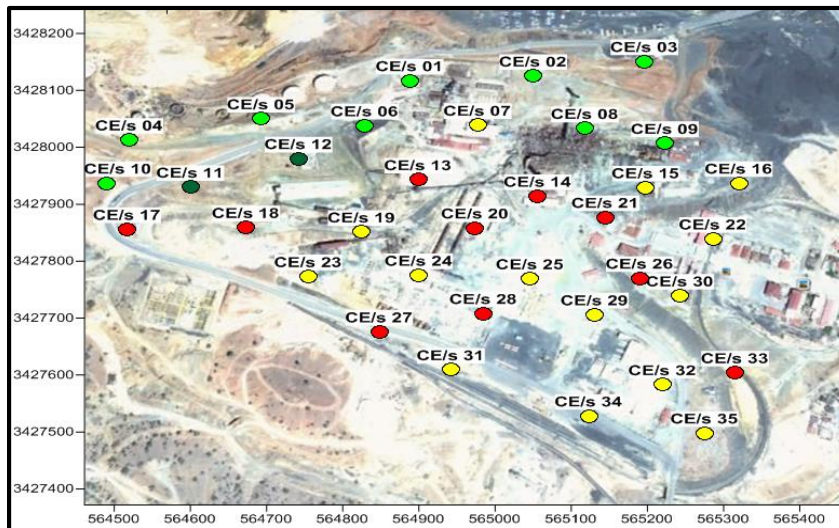 3428200
3428100
3428000
3427900
3427800
3427700
3427600
3427500
3427400
CE/s 01
CE/s 02
CE/s 03
CE/s 04
CE/s 05
CE/s 06
CE/s 07
CE/s 08
CE/s 09
CE/s 10
CE/s 11
CE/s 12
CE/s 13
CE/s 14
CE/s 15
CE/s 16
CE/s 17
CE/s 18
CE/s 19
CE/s 20
CE/s 21
CE/s 22
CE/s 23
CE/s 24
CE/s 25
CE/s 26
CE/s 27
CE/s 28
CE/s 29
CE/s 30
CE/s 31
CE/s 32
CE/s 33
CE/s 34
CE/s 35
564500 564600 564700 564800 564900 565000 565100 565200 565300 565400